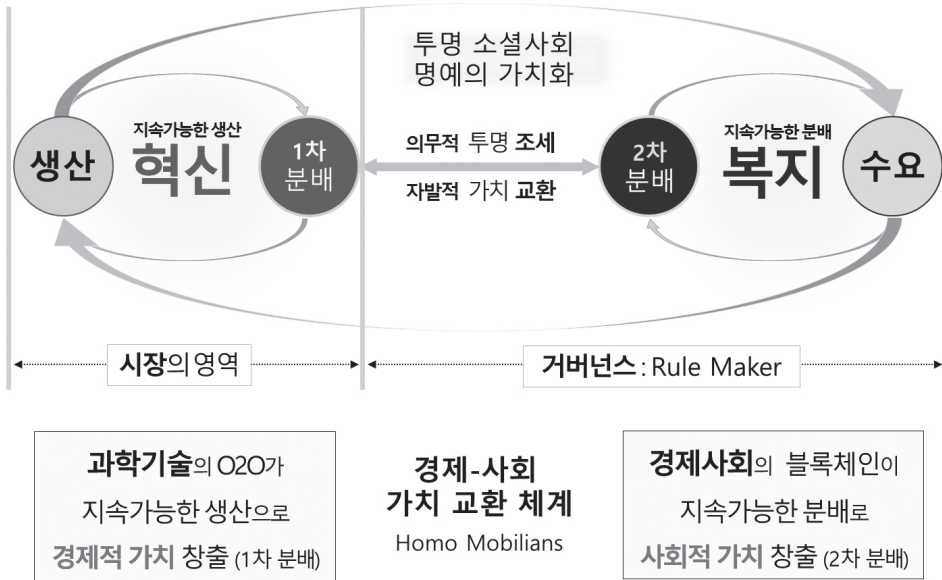 투명 소셜사회
명예의 가치화
생산
지속가능한 생산
혁신
1차
분배
의무적 투명 조세
자발적 가치 교환
2차
분배
지속가능한 분배
복지
수요
시장의영역
거버넌스 : Rule Maker
과학기술의 O2O가
지속가능한 생산으로
경제적 가치 창출 (1차 분배)
경제-사회
가치 교환 체계
Homo Mobilians
경제사회의 블록체인이
지속가능한 분배로
사회적 가치 창출 (2차 분배)